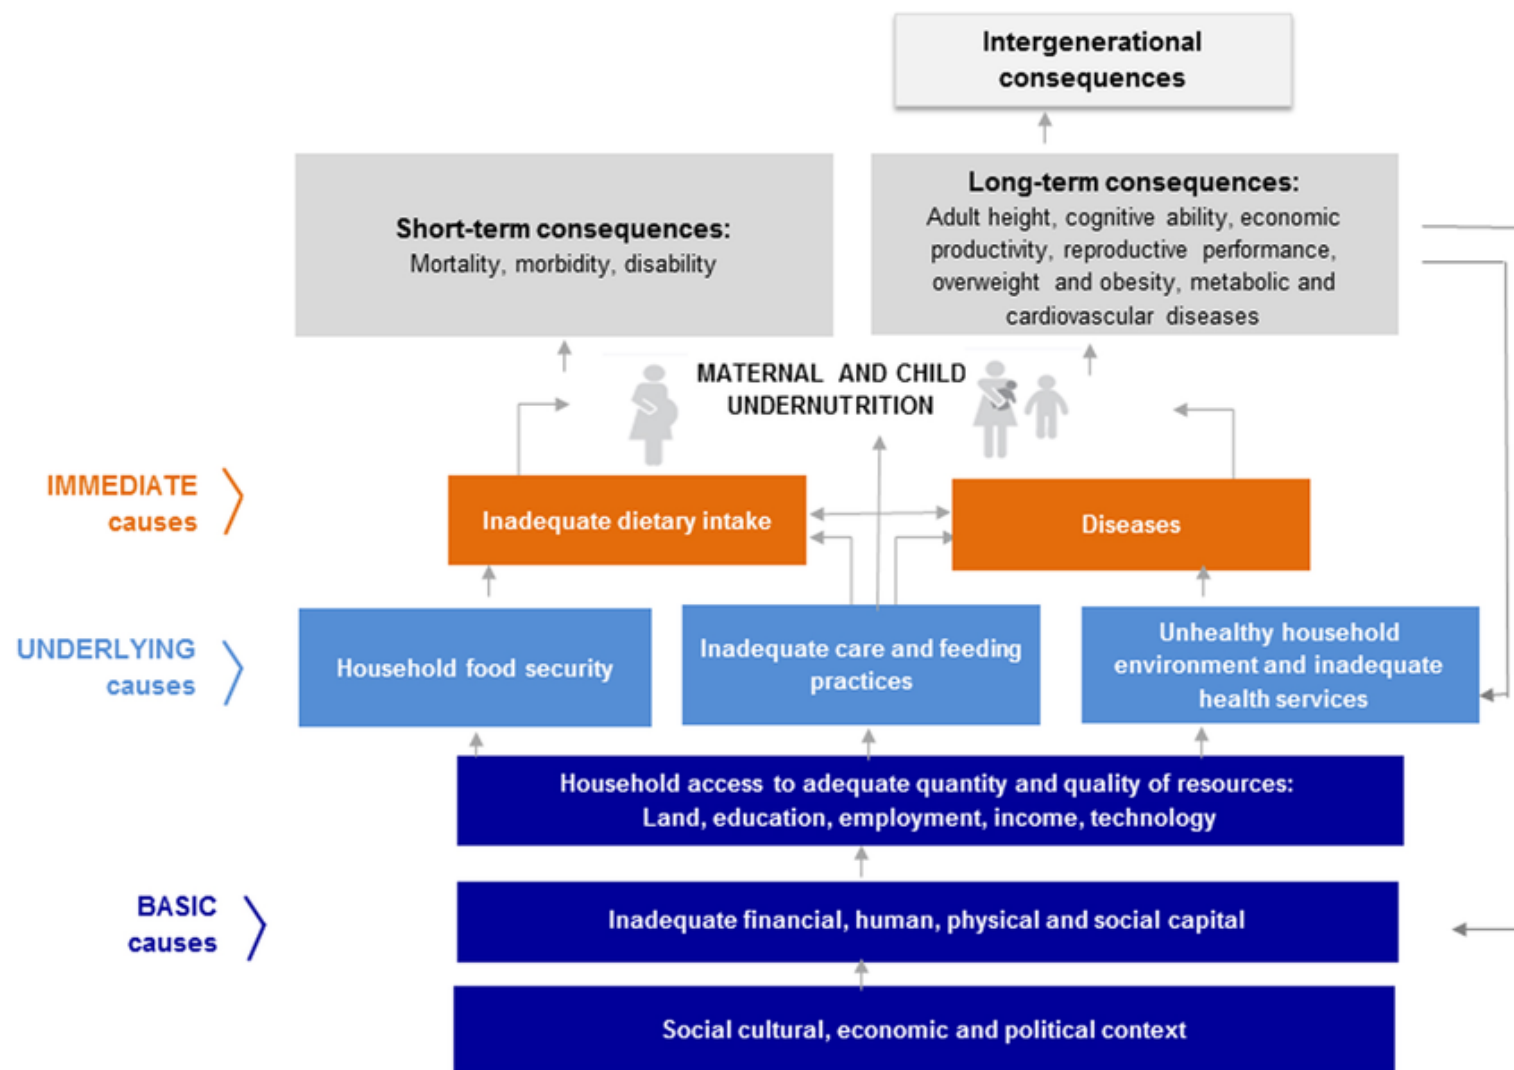 Intergenerational
consequences
Short-term consequences:
Mortality, morbidity, disability
Long-term consequences:
Adult height, cognitive ability, economic
productivity, reproductive performance,
overweight and obesity, metabolic and
cardiovascular diseases
MATERNAL AND CHILD
UNDERNUTRITION
IMMEDIATE
causes
Inadequate dietary intake
Diseases
UNDERLYING
causes
Household food security
Inadequate care and feeding
practices
Unhealthy household
environment and inadequate
health services
Household access to adequate quantity and quality of resources:
Land, education, employment, income, technology
BASIC
causes
Inadequate financial, human, physical and social capital
Social cultural, economic and political context